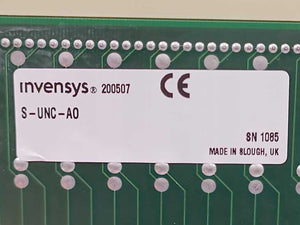 invensys® 200507 CE
S-UNC-AO
SN 1085
MADE IN SLOUGH, UK